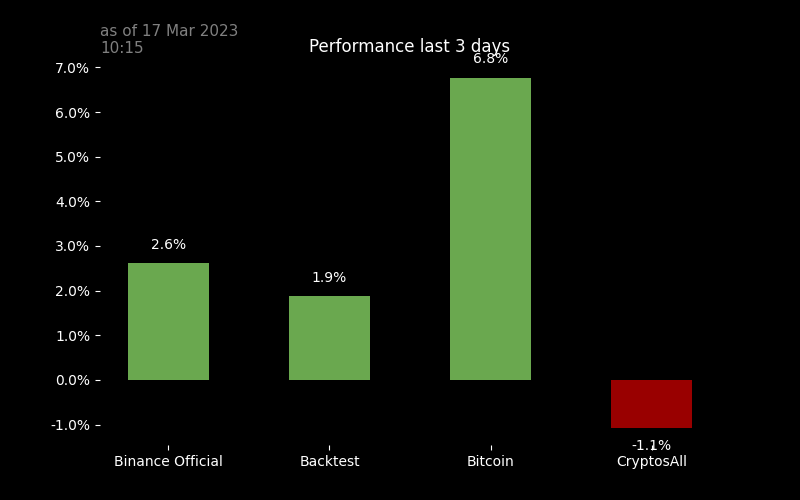 as of 17 Mar 2023
10:15
Performance last 3 days
7.0%
6.0%
5.0%
4.0%
3.0%
2.0%
1.0%
0.0%
-1.0%
2.6%
1.9%
6.8%
-1.1%
Binance Official
Backtest
Bitcoin
CryptosAll